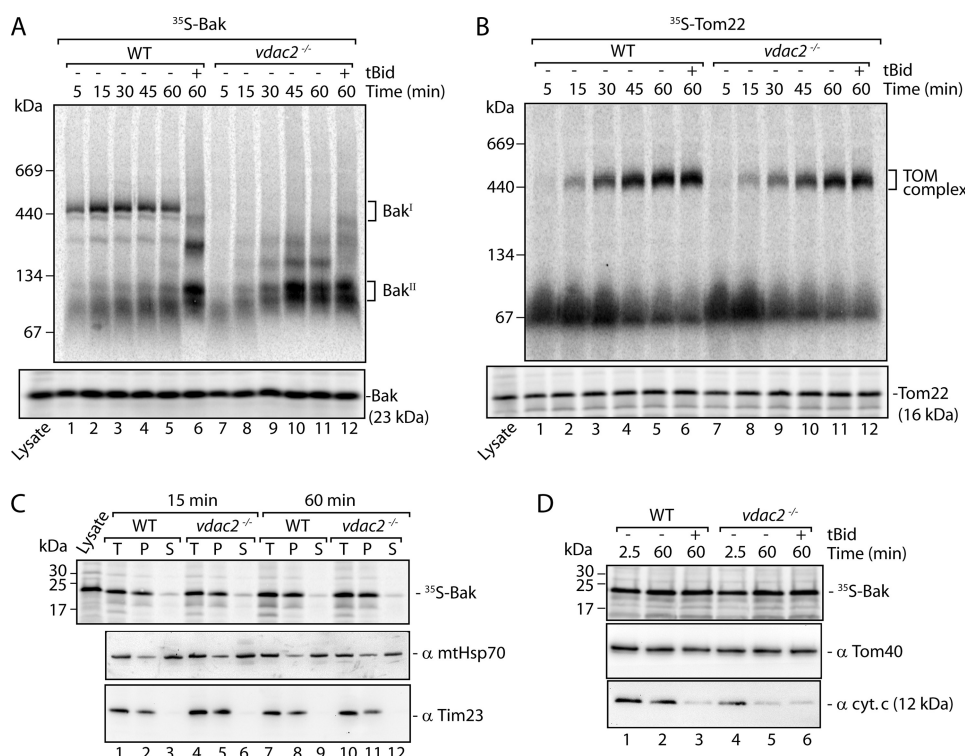 A
³⁵S-Bak
WT vdac2 -/-
- - - - - + - - - - - + tBid
5 15 30 45 60 60 5 15 30 45 60 60 Time (min)
kDa
669
440
134
67
Bakᴵ
Bakᴵᴵ
-Bak
(23 kDa)
Lysate 1 2 3 4 5 6 7 8 9 10 11 12
B
³⁵S-Tom22
WT vdac2 -/-
- - - - - + - - - - - + tBid
5 15 30 45 60 60 5 15 30 45 60 60 Time (min)
kDa
669
440
134
67
TOM
complex
-Tom22
(16 kDa)
Lysate 1 2 3 4 5 6 7 8 9 10 11 12
C
15 min 60 min
WT vdac2 -/- WT vdac2 -/-
kDa Lysate T P S T P S T P S T P S
30
25
17
- ³⁵S-Bak
- α mtHsp70
- α Tim23
1 2 3 4 5 6 7 8 9 10 11 12
D
WT vdac2 -/-
- - + - - + tBid
kDa 2.5 60 60 2.5 60 60 Time (min)
30
25
17
- ³⁵S-Bak
- α Tom40
- α cyt. c (12 kDa)
1 2 3 4 5 6